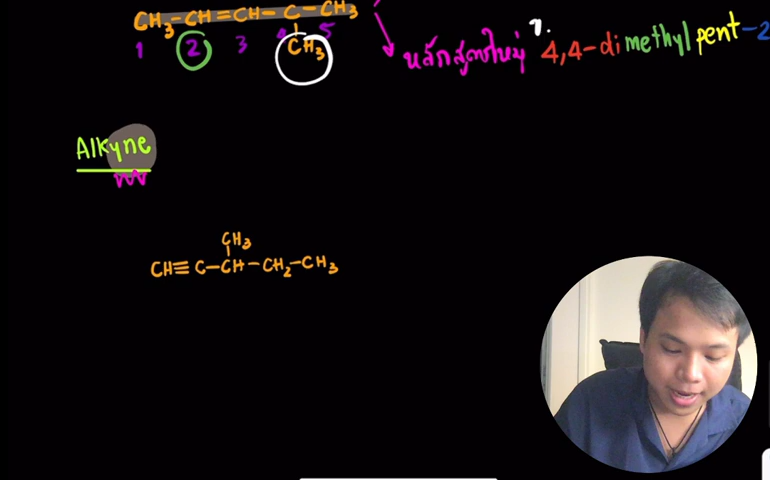 CH₃-CH=CH-C-CH₃
1 2 3 4 5
CH₃
หลักสูตรใหม่ 4,4-dimethylpent-2
Alkyne
CH₃
CH≡C-CH-CH₂-CH₃